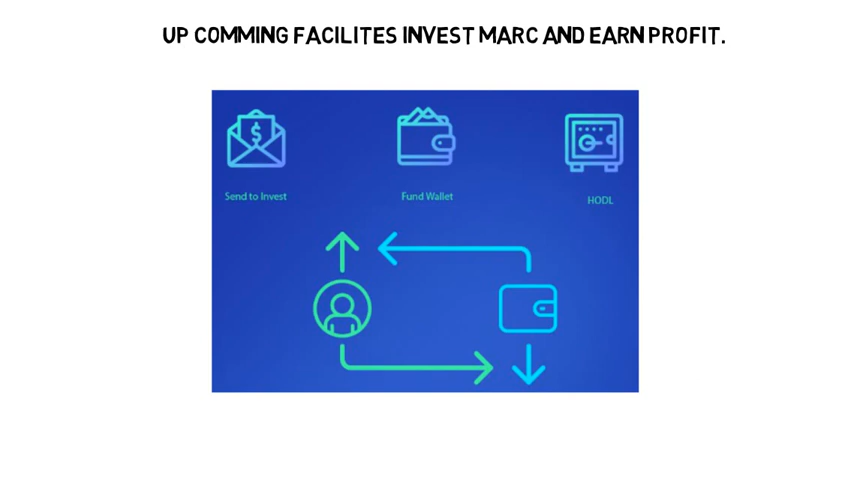 UP COMMING FACILITES INVEST MARC AND EARN PROFIT.
$
Send to Invest
Fund Wallet
HODL